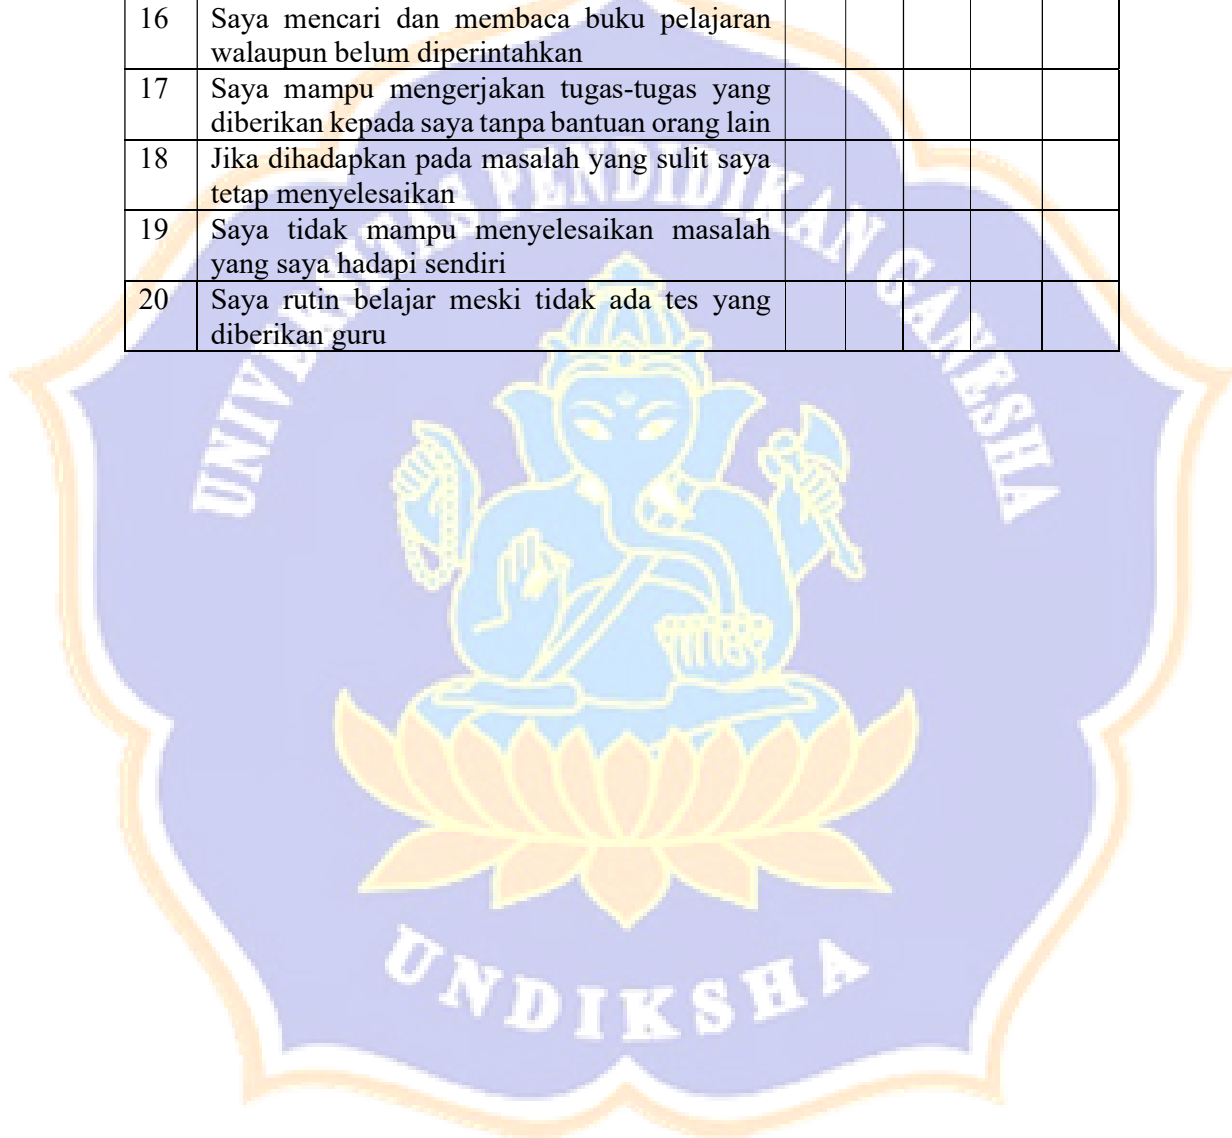 16 Saya mencari dan membaca buku pelajaran
walaupun belum diperintahkan
17 Saya mampu mengerjakan tugas-tugas yang
diberikan kepada saya tanpa bantuan orang lain
18 Jika dihadapkan pada masalah yang sulit saya
tetap menyelesaikan
19 Saya tidak mampu menyelesaikan masalah
yang saya hadapi sendiri
20 Saya rutin belajar meski tidak ada tes yang
diberikan guru
UNIVERSITAS PENDIDIKAN GANESHA
UNDIKSHA